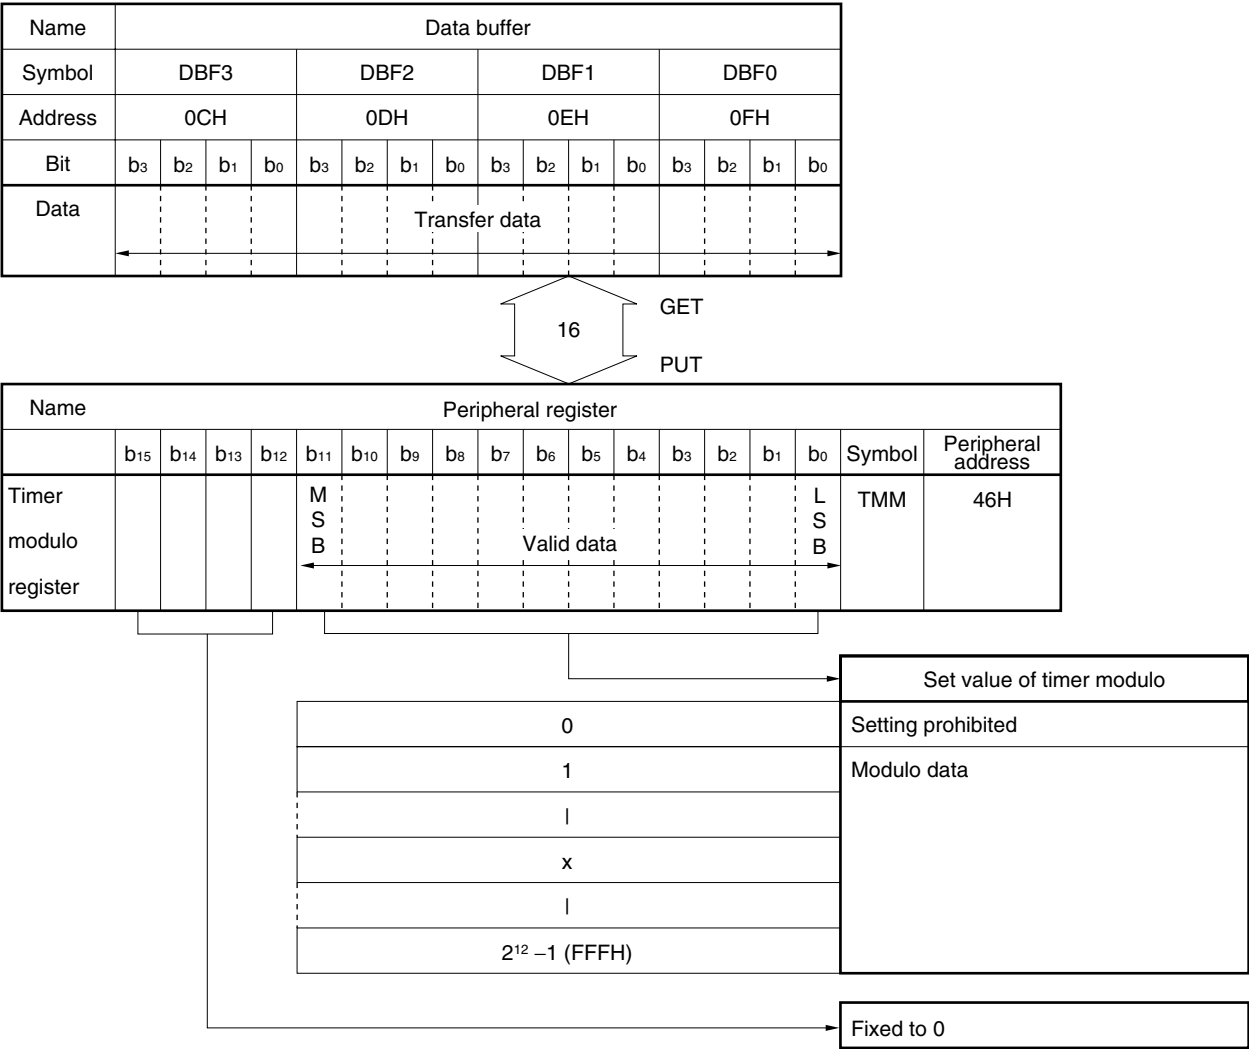 Name Data buffer
Symbol DBF3 DBF2 DBF1 DBF0
Address 0CH 0DH 0EH 0FH
Bit b3 b2 b1 b0 b3 b2 b1 b0 b3 b2 b1 b0 b3 b2 b1 b0
Data Transfer data
GET
16
PUT
Name Peripheral register
b15 b14 b13 b12 b11 b10 b9 b8 b7 b6 b5 b4 b3 b2 b1 b0 Symbol Peripheral address
Timer modulo register MSB Valid data LSB TMM 46H
Set value of timer modulo
0 Setting prohibited
1 Modulo data
|
x
|
2¹² –1 (FFFH)
Fixed to 0